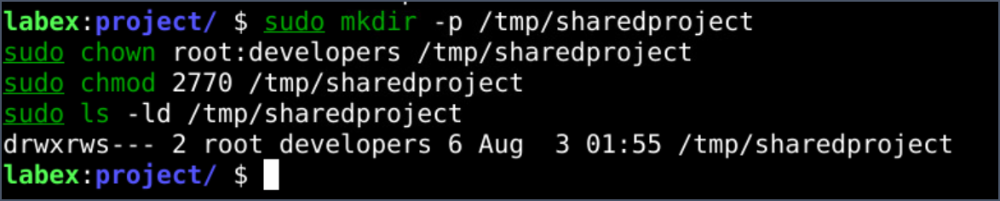 labex:project/ $ sudo mkdir -p /tmp/sharedproject
sudo chown root:developers /tmp/sharedproject
sudo chmod 2770 /tmp/sharedproject
sudo ls -ld /tmp/sharedproject
drwxrws--- 2 root developers 6 Aug  3 01:55 /tmp/sharedproject
labex:project/ $